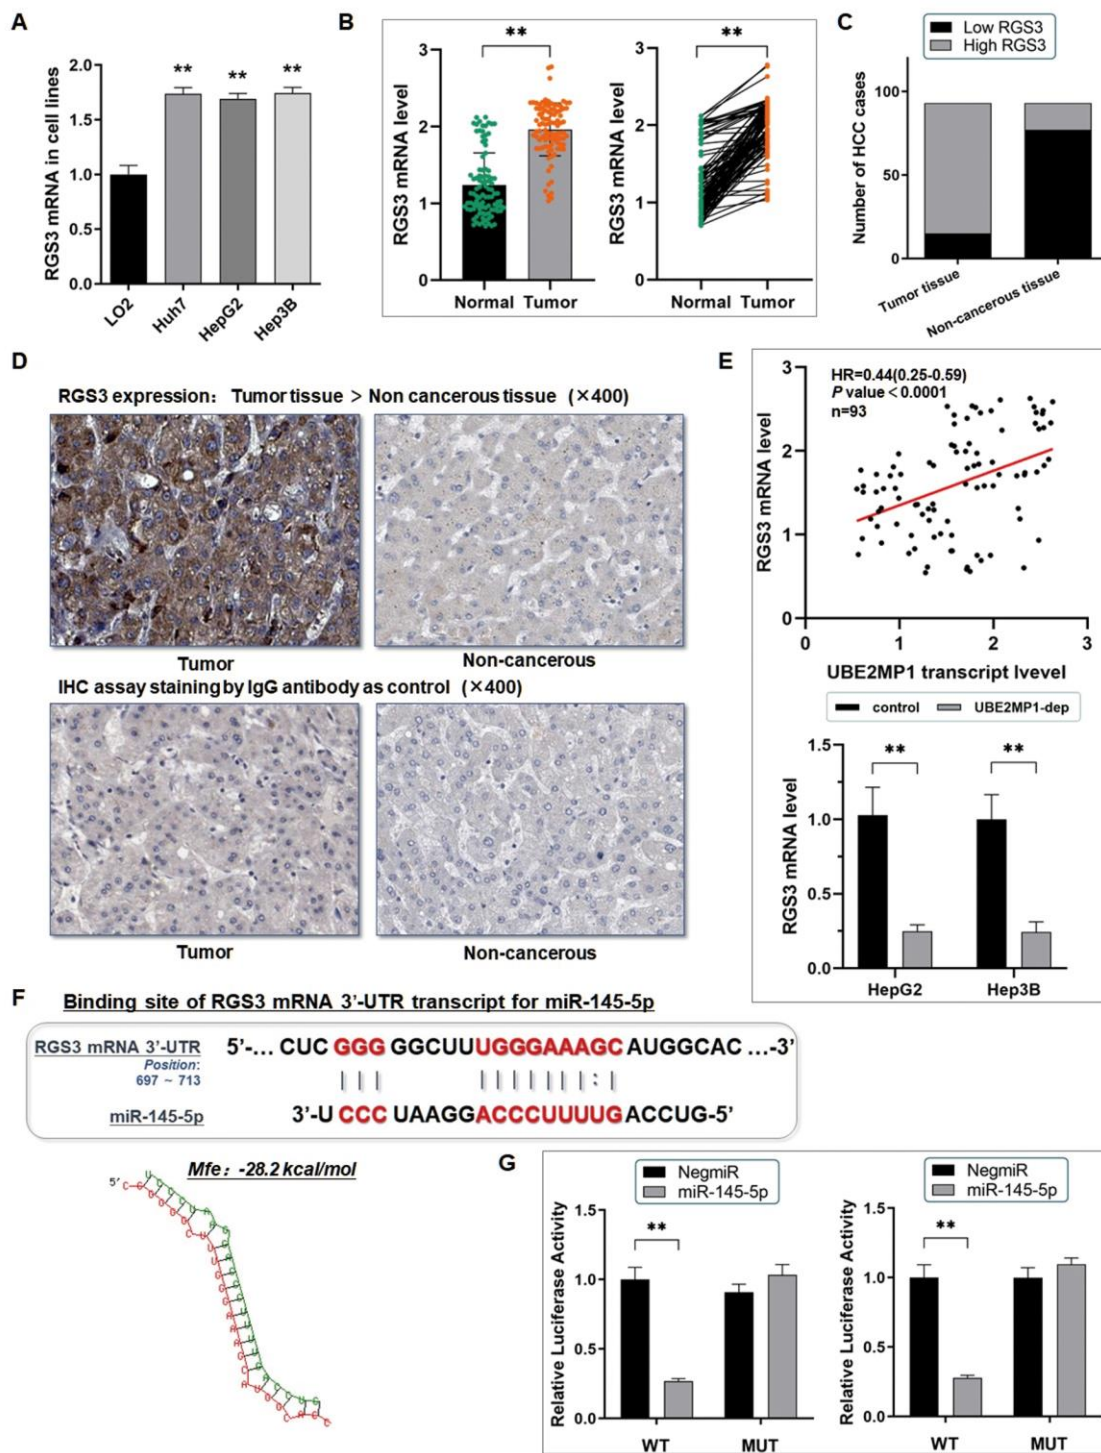 A
RGS3 mRNA in cell lines
2.0
1.5
1.0
0.5
0.0
**
**
**
LO2
Huh7
HepG2
Hep3B
B
RGS3 mRNA level
3
2
1
0
**
Normal
Tumor
RGS3 mRNA level
3
2
1
0
**
Normal
Tumor
C
Low RGS3
High RGS3
Number of HCC cases
100
50
0
Tumor tissue
Non-cancerous tissue
D
RGS3 expression: Tumor tissue > Non cancerous tissue (×400)
Tumor
Non-cancerous
IHC assay staining by IgG antibody as control (×400)
Tumor
Non-cancerous
E
HR=0.44(0.25-0.59)
P value < 0.0001
n=93
RGS3 mRNA level
3
2
1
0
0
1
2
3
UBE2MP1 transcript lvevel
control
UBE2MP1-dep
RGS3 mRNA level
1.5
1.0
0.5
0.0
**
**
HepG2
Hep3B
F
Binding site of RGS3 mRNA 3'-UTR transcript for miR-145-5p
RGS3 mRNA 3'-UTR
5'-... CUC GGG GGCUU UGGGAAAGC AUGGCAC ...-3'
Position:
697 ~ 713
miR-145-5p
3'-U CCC UAAGG ACCCUUUUG ACCUG-5'
Mfe: -28.2 kcal/mol
5'
G
NegmiR
miR-145-5p
Relative Luciferase Activity
1.5
1.0
0.5
0.0
**
WT
MUT
NegmiR
miR-145-5p
Relative Luciferase Activity
1.5
1.0
0.5
0.0
**
WT
MUT